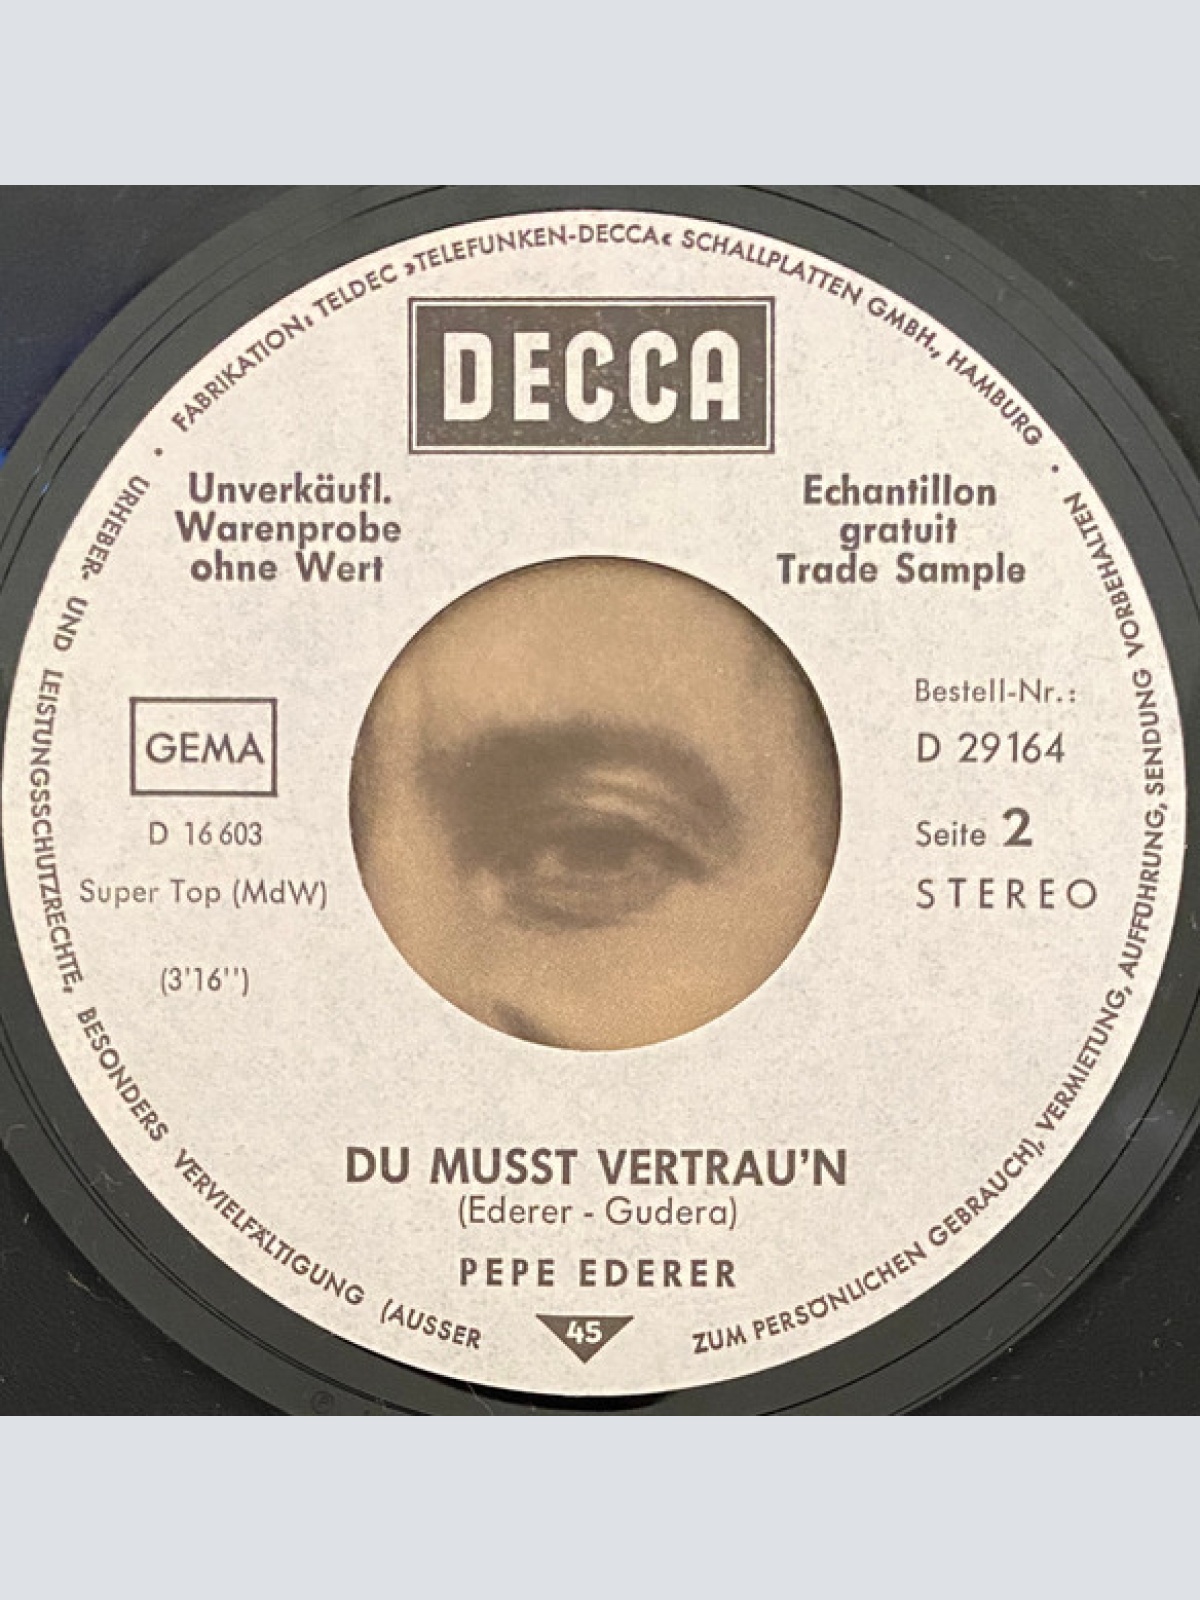 · FABRIKATION: TELDEC »TELEFUNKEN-DECCA« SCHALLPLATTEN GMBH., HAMBURG ·
URHEBER- UND LEISTUNGSSCHUTZRECHTE, BESONDERS VERVIELFÄLTIGUNG (AUSSER ZUM PERSÖNLICHEN GEBRAUCH), VERMIETUNG, AUFFÜHRUNG, SENDUNG VORBEHALTEN
DECCA
Unverkäufl.
Warenprobe
ohne Wert
Echantillon
gratuit
Trade Sample
GEMA
D 16 603
Super Top (MdW)
(3'16'')
Bestell-Nr.:
D 29164
Seite 2
STEREO
DU MUSST VERTRAU'N
(Ederer - Gudera)
PEPE EDERER
45